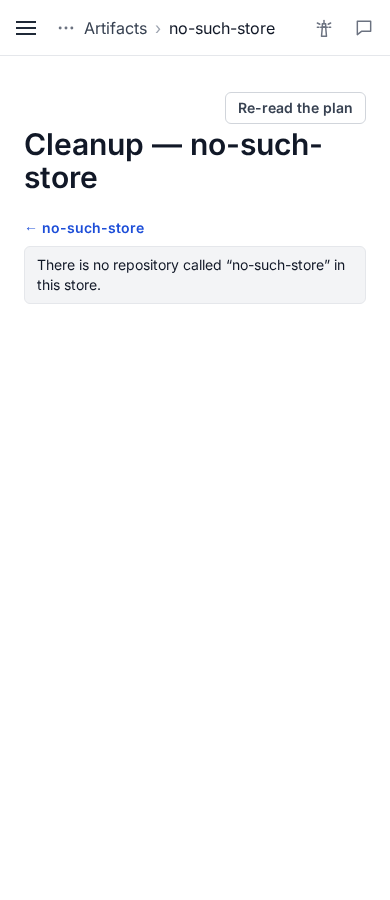 Artifacts › no-such-store
Re-read the plan
Cleanup — no-such-
store
← no-such-store
There is no repository called “no-such-store” in
this store.